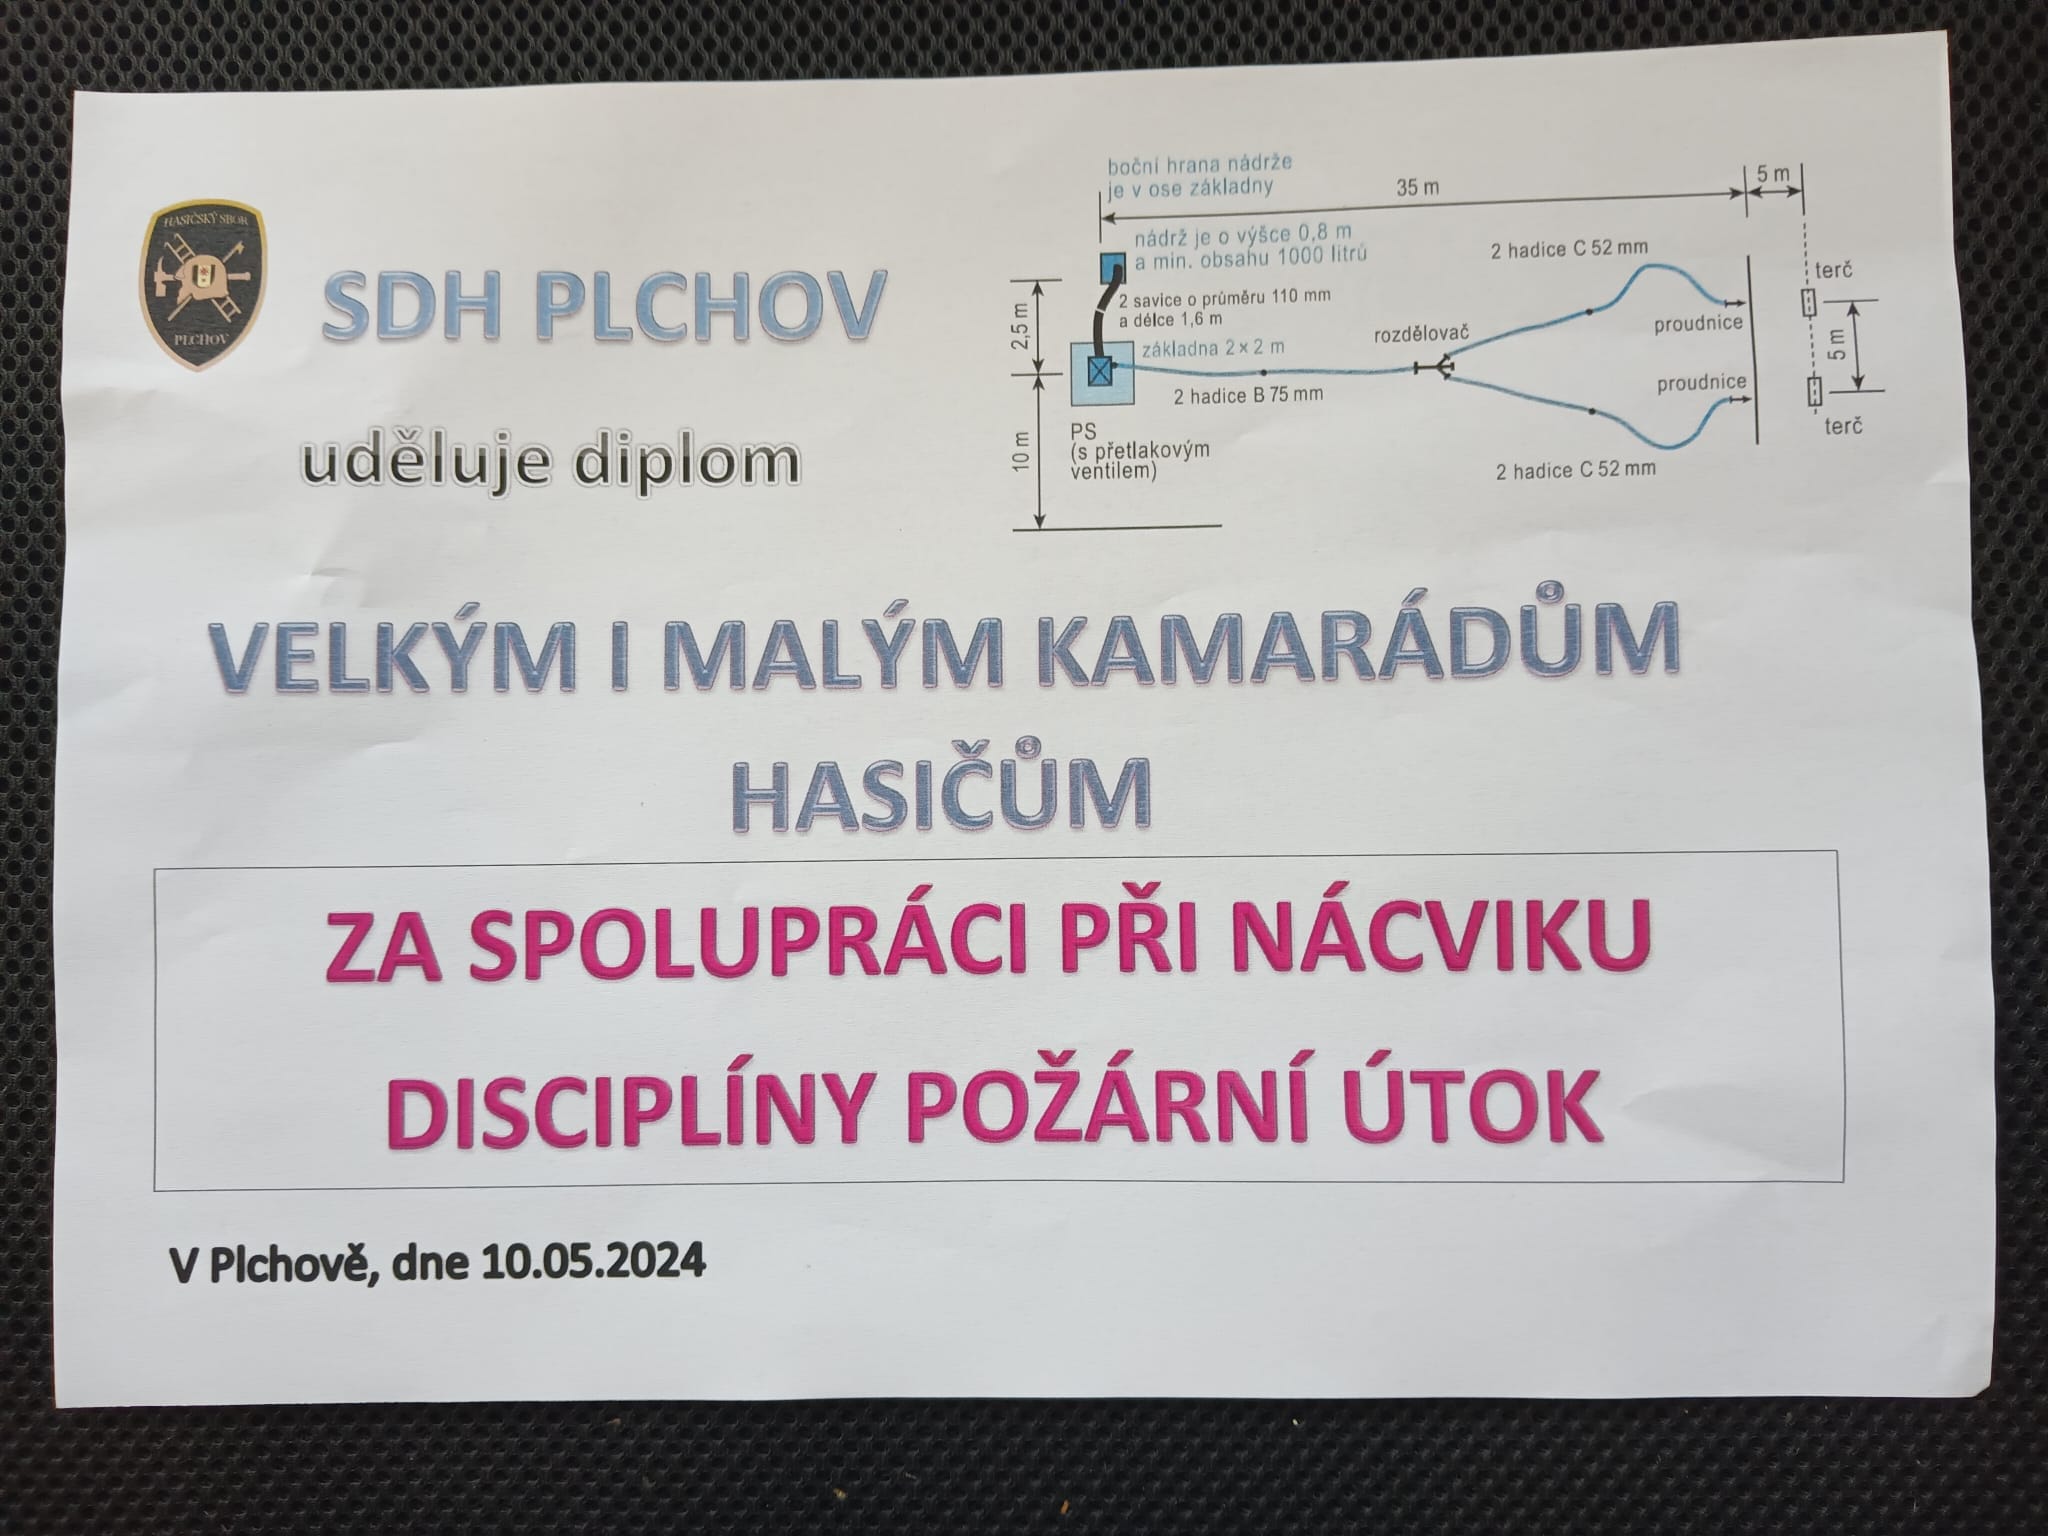 HASIČSKÝ SBOR
PLCHOV
SDH PLCHOV
uděluje diplom
boční hrana nádrže
je v ose základny
35 m
5 m
nádrž je o výšce 0,8 m
a min. obsahu 1000 litrů
2 hadice C 52 mm
terč
2,5 m
2 savice o průměru 110 mm
a délce 1,6 m
rozdělovač
proudnice
5 m
základna 2 × 2 m
2 hadice B 75 mm
proudnice
terč
10 m
PS
(s přetlakovým
ventilem)
2 hadice C 52 mm
VELKÝM I MALÝM KAMARÁDŮM
HASIČŮM
ZA SPOLUPRÁCI PŘI NÁCVIKU
DISCIPLÍNY POŽÁRNÍ ÚTOK
V Plchově, dne 10.05.2024